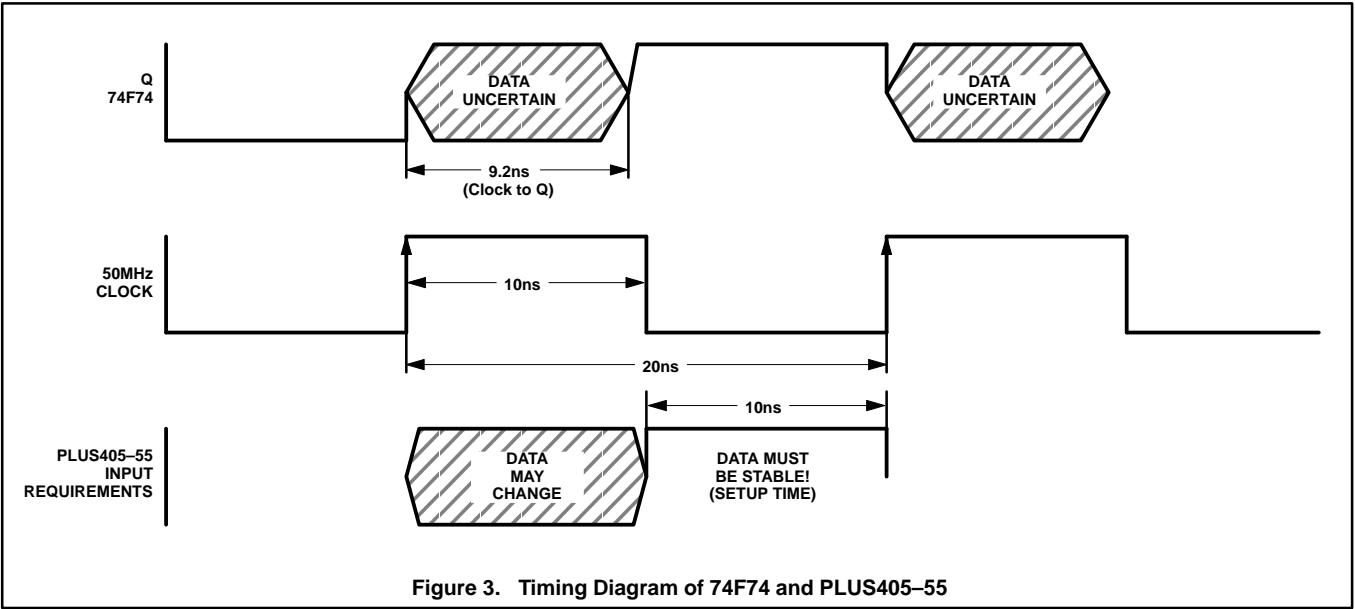 Q
74F74
DATA
UNCERTAIN
DATA
UNCERTAIN
9.2ns
(Clock to Q)
50MHz
CLOCK
10ns
20ns
10ns
PLUS405–55
INPUT
REQUIREMENTS
DATA
MAY
CHANGE
DATA MUST
BE STABLE!
(SETUP TIME)
Figure 3. Timing Diagram of 74F74 and PLUS405–55